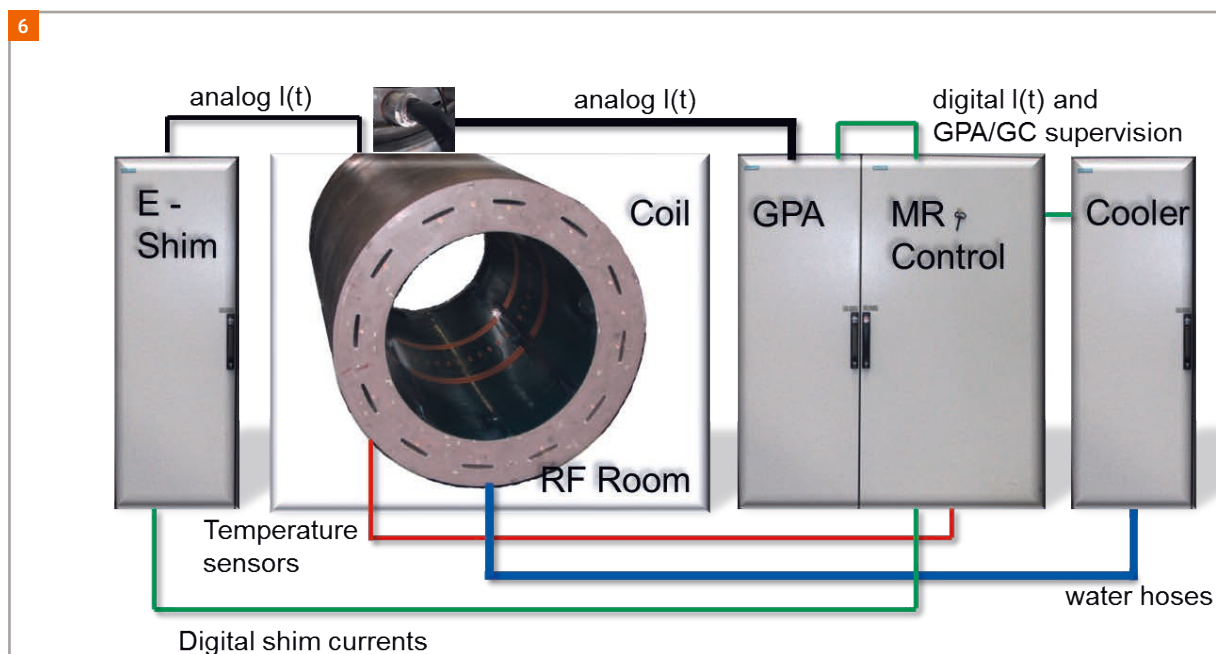 6
analog I(t)
analog I(t)
digital I(t) and
GPA/GC supervision
E -
Shim
Coil
GPA
MR
Control
Cooler
RF Room
Temperature
sensors
water hoses
Digital shim currents